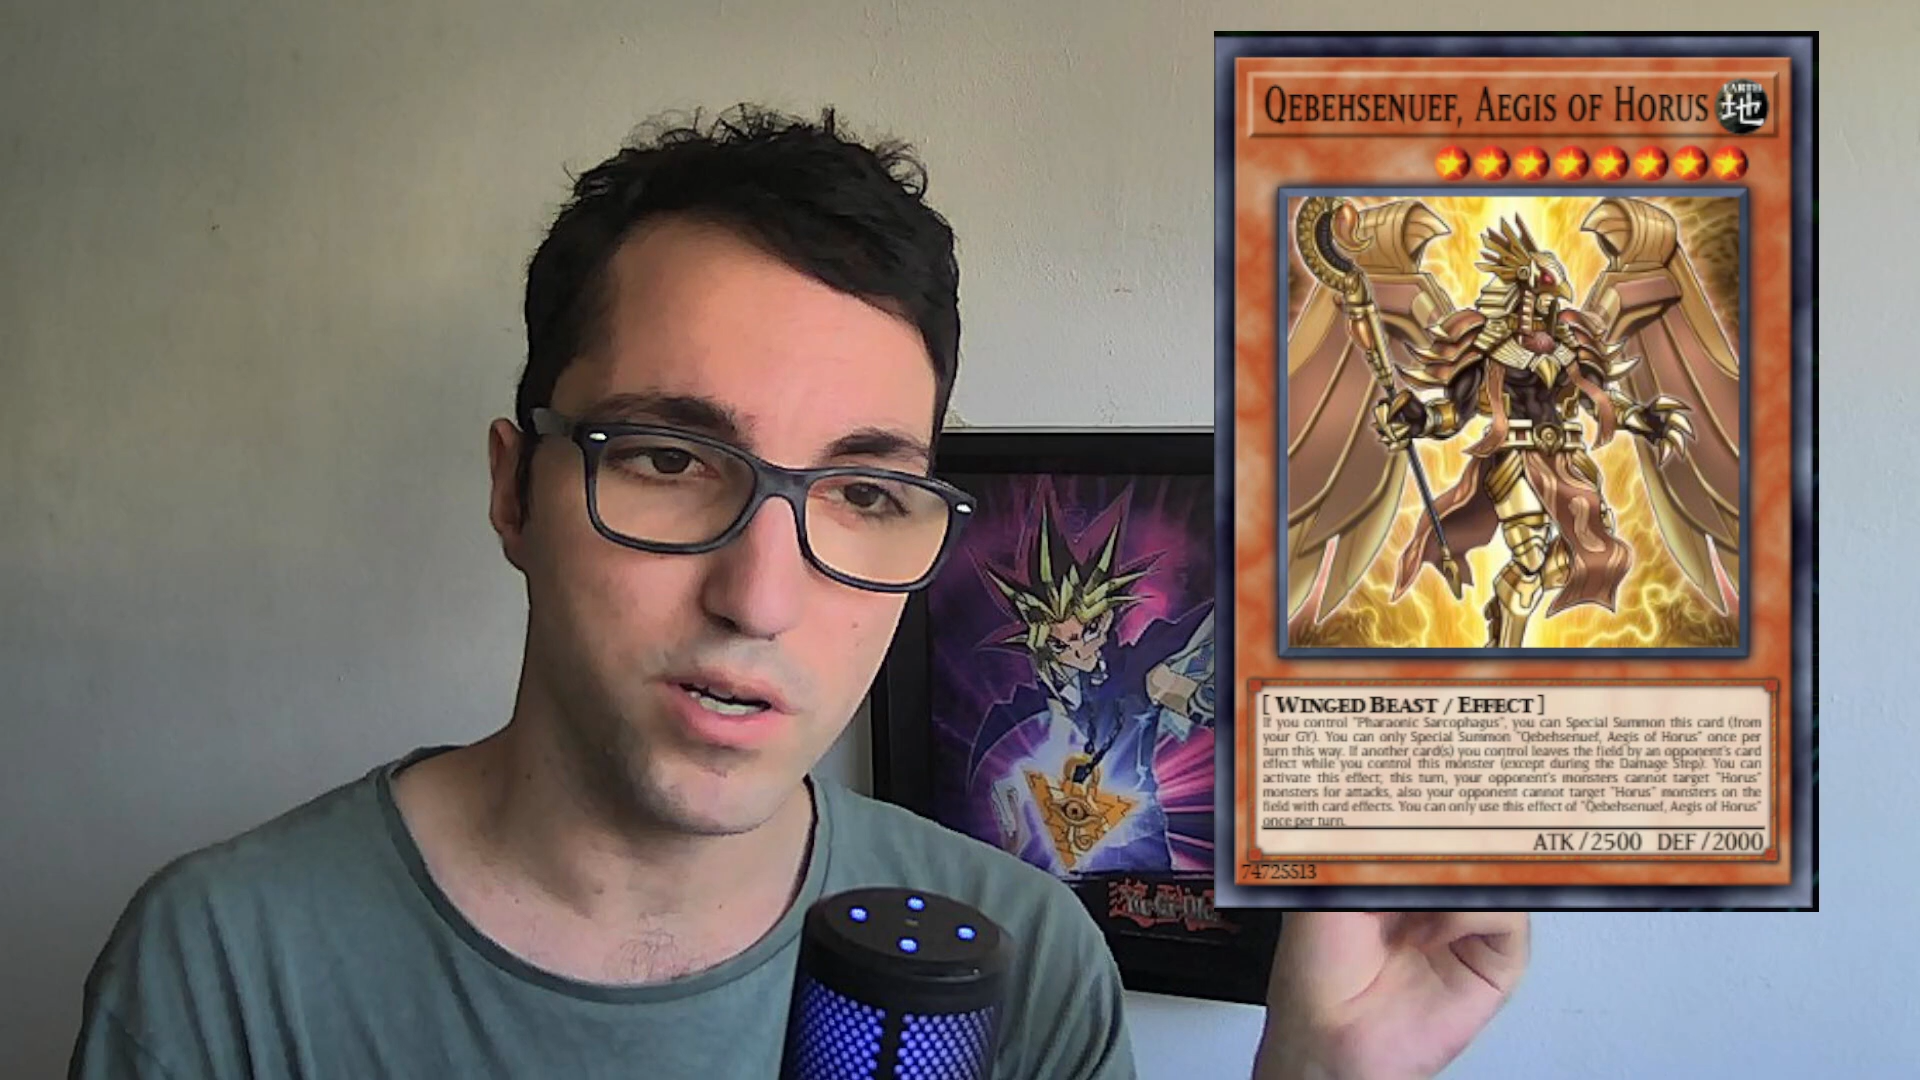 QEBEHSENUEF, AEGIS OF HORUS
EARTH
地
[ WINGED BEAST / EFFECT ]
If you control "Pharaonic Sarcophagus", you can Special Summon this card (from
your GY). You can only Special Summon "Qebehsenuef, Aegis of Horus" once per
turn this way. If another card(s) you control leaves the field by an opponent's card
effect while you control this monster (except during the Damage Step): You can
activate this effect; this turn, your opponent's monsters cannot target "Horus"
monsters for attacks, also your opponent cannot target "Horus" monsters on the
field with card effects. You can only use this effect of "Qebehsenuef, Aegis of Horus"
once per turn.
ATK/2500 DEF/2000
74725513